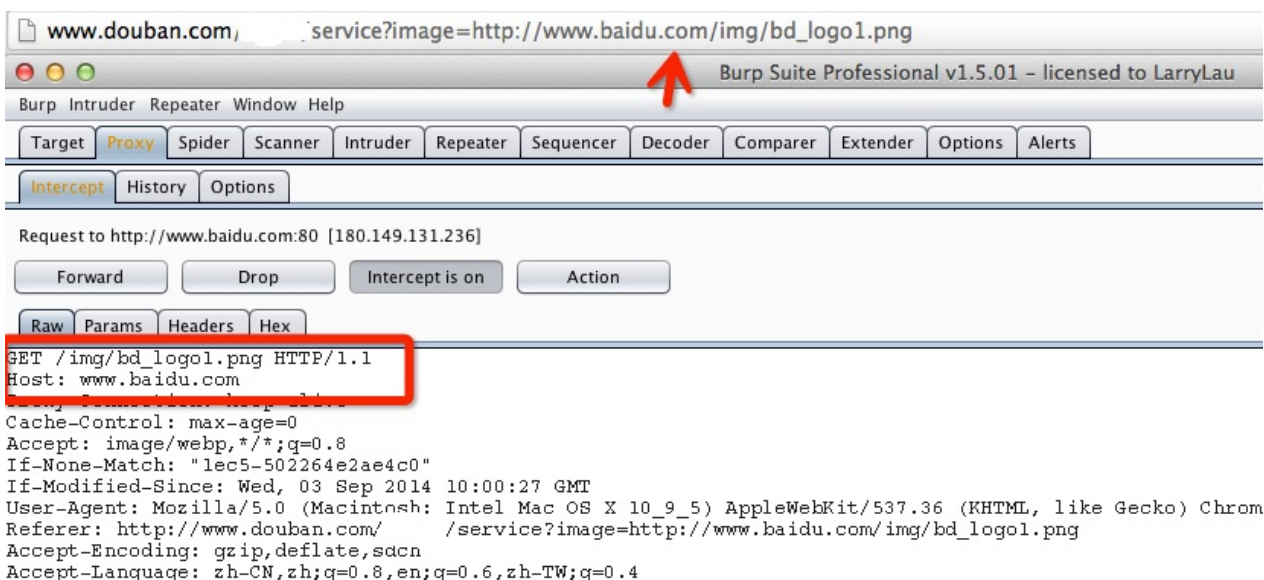 www.douban.com/ service?image=http://www.baidu.com/img/bd_logo1.png
Burp Suite Professional v1.5.01 – licensed to LarryLau
Burp Intruder Repeater Window Help
Target Proxy Spider Scanner Intruder Repeater Sequencer Decoder Comparer Extender Options Alerts
Intercept History Options
Request to http://www.baidu.com:80 [180.149.131.236]
Forward Drop Intercept is on Action
Raw Params Headers Hex
GET /img/bd_logo1.png HTTP/1.1
Host: www.baidu.com
Cache-Control: max-age=0
Accept: image/webp,*/*;q=0.8
If-None-Match: "1ec5-502264e2ae4c0"
If-Modified-Since: Wed, 03 Sep 2014 10:00:27 GMT
User-Agent: Mozilla/5.0 (Macintosh: Intel Mac OS X 10_9_5) AppleWebKit/537.36 (KHTML, like Gecko) Chrom
Referer: http://www.douban.com/ /service?image=http://www.baidu.com/img/bd_logo1.png
Accept-Encoding: gzip,deflate,sdch
Accept-Language: zh-CN,zh;q=0.8,en;q=0.6,zh-TW;q=0.4